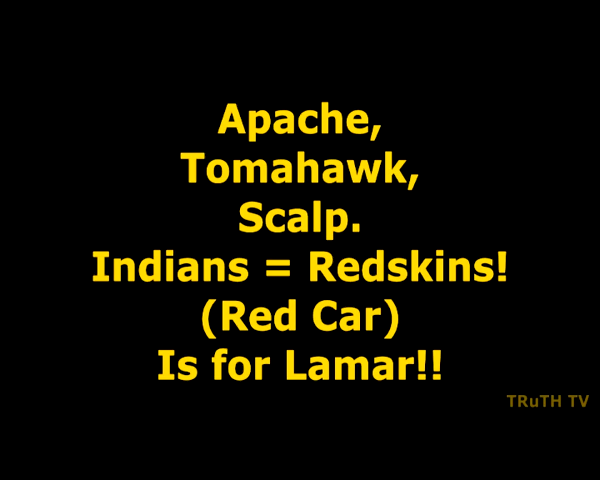 Apache,
Tomahawk,
Scalp.
Indians = Redskins!
(Red Car)
Is for Lamar!!
TRuTH TV